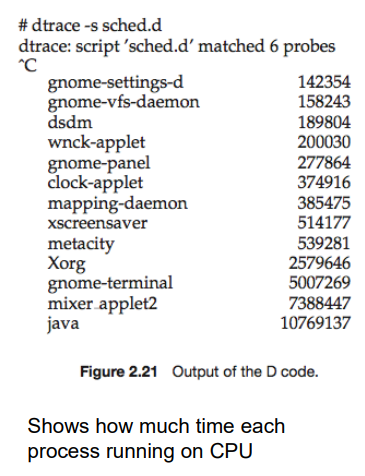 # dtrace -s sched.d
dtrace: script ’sched.d’ matched 6 probes
^C
gnome-settings-d 142354
gnome-vfs-daemon 158243
dsdm 189804
wnck-applet 200030
gnome-panel 277864
clock-applet 374916
mapping-daemon 385475
xscreensaver 514177
metacity 539281
Xorg 2579646
gnome-terminal 5007269
mixer_applet2 7388447
java 10769137
Figure 2.21 Output of the D code.
Shows how much time each
process running on CPU